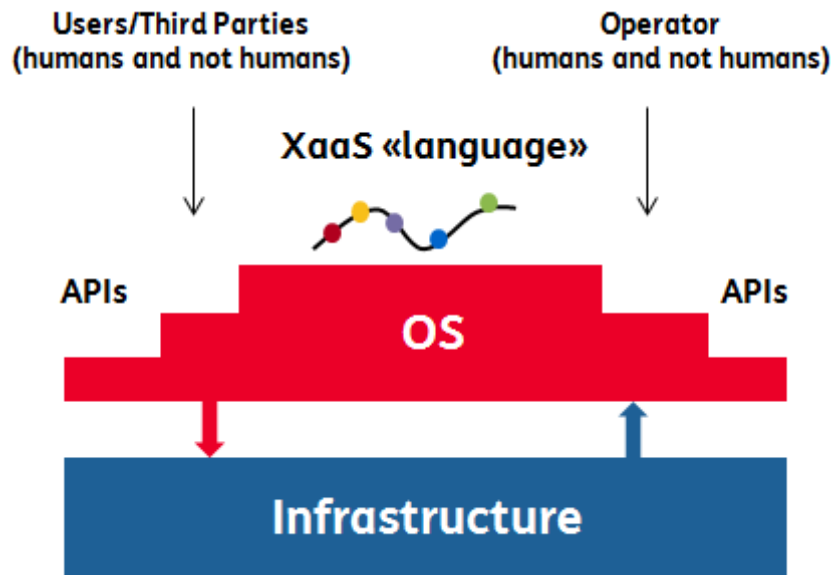 Users/Third Parties
(humans and not humans)
Operator
(humans and not humans)
XaaS «language»
APIs
APIs
OS
Infrastructure